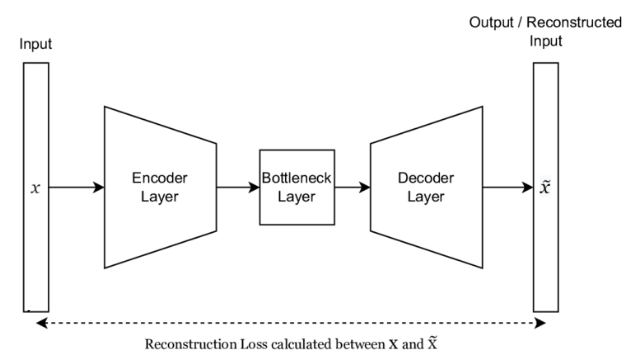 Output / Reconstructed
Input
Input
x
Encoder
Layer
Bottleneck
Layer
Decoder
Layer
x̃
Reconstruction Loss calculated between X and x̃